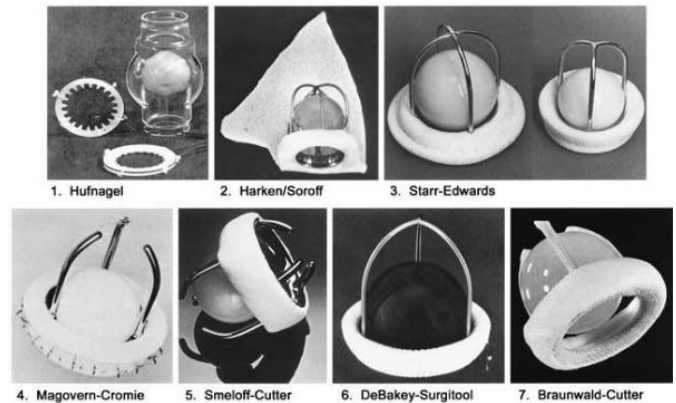 1. Hufnagel
2. Harken/Soroff
3. Starr-Edwards
4. Magovern-Cromie
5. Smeloff-Cutter
6. DeBakey-Surgitool
7. Braunwald-Cutter